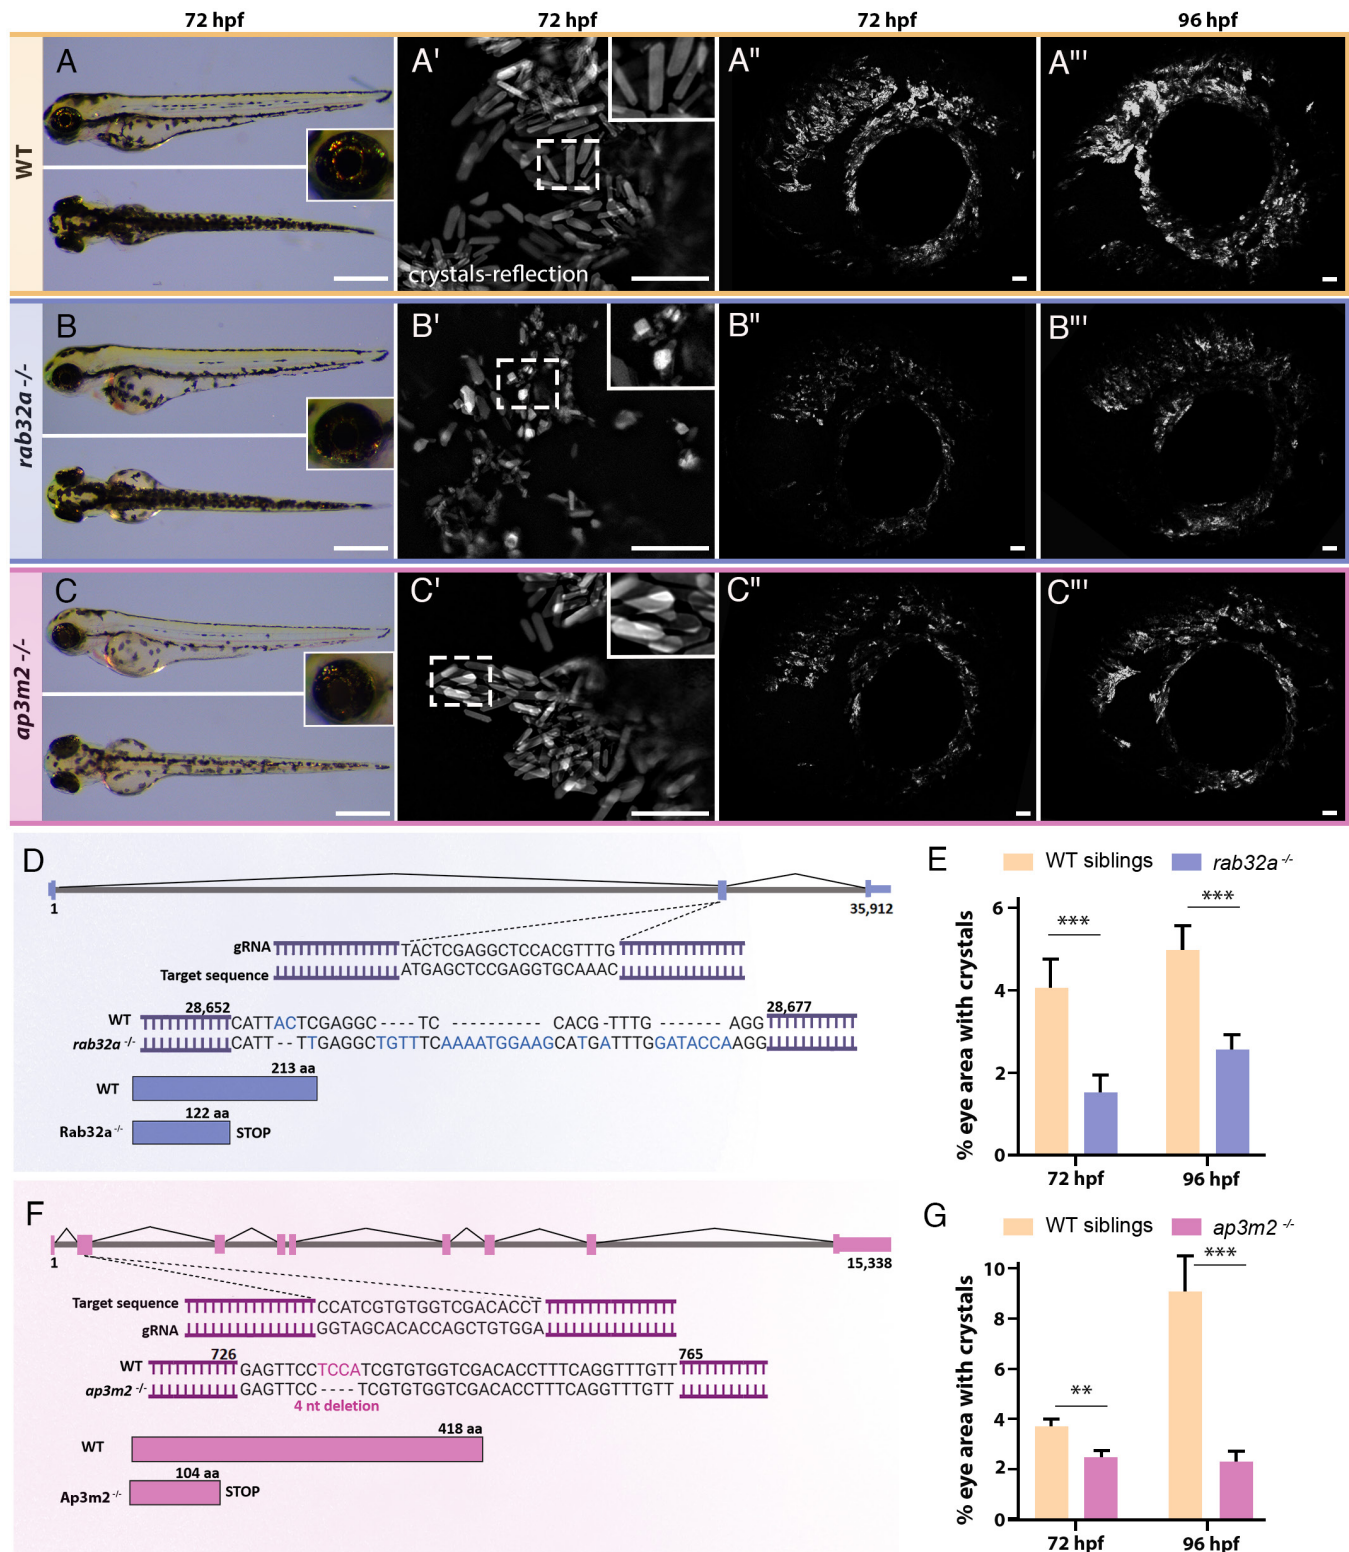 72 hpf 72 hpf 72 hpf 96 hpf
WT
A A' A'' A'''
crystals-reflection
rab32a -/-
B B' B'' B'''
ap3m2 -/-
C C' C'' C'''
D
1 35,912
gRNA TACTCGAGGCTCCACGTTTG
Target sequence ATGAGCTCCGAGGTGCAAAC
28,652 28,677
WT CATTACTCGAGGC----TC ----------- CACG-TTTG ------- AGG
rab32a -/- CATT--TTGAGGCTGTTTCAAAATGGAAGCATGATTTGGATACCAAGG
213 aa
WT
122 aa
Rab32a -/- STOP
E
WT siblings rab32a -/-
% eye area with crystals
6
4
2
0
*** ***
72 hpf 96 hpf
F
1 15,338
Target sequence CCATCGTGTGGTCGACACCT
gRNA GGTAGCACACCAGCTGTGGA
726 765
WT GAGTTCCTCCATCGTGTGGTCGACACCTTTCAGGTTTGTT
ap3m2 -/- GAGTTCC----TCGTGTGGTCGACACCTTTCAGGTTTGTT
4 nt deletion
418 aa
WT
104 aa
Ap3m2 -/- STOP
G
WT siblings ap3m2 -/-
% eye area with crystals
10
8
6
4
2
0
** ***
72 hpf 96 hpf